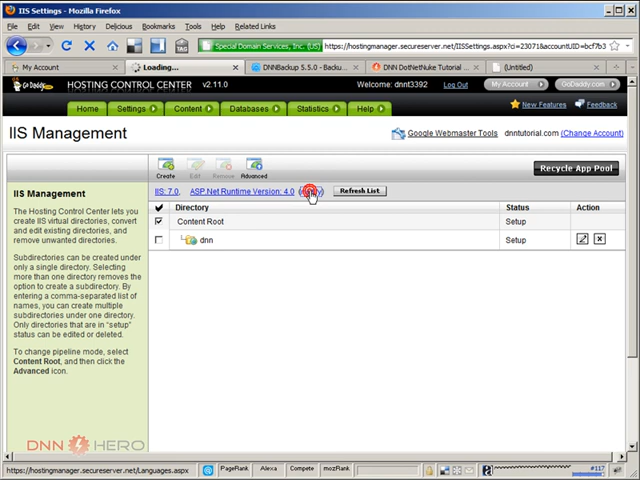 IIS Settings - Mozilla Firefox
File Edit View History Delicious Bookmarks Tools Help Related Links
Special Domain Services, Inc. (US) https://hostingmanager.secureserver.net/IISSettings.aspx?ci=23071&accountUID=bcf7b3
My Account Loading... DNNBackup 5.5.0 - Backu... DNN DotNetNuke Tutorial ... (Untitled)
Go Daddy HOSTING CONTROL CENTER v2.11.0 Welcome: dnnt3392 Log Out My Account GoDaddy.com
Home Settings Content Databases Statistics Help New Features Feedback
IIS Management Google Webmaster Tools dnntutorial.com (Change Account)
Create Edit Remove Advanced Recycle App Pool
IIS: 7.0, ASP.Net Runtime Version: 4.0 Refresh List
IIS Management
The Hosting Control Center lets you
create IIS virtual directories, convert
and edit existing directories, and
remove unwanted directories.
Subdirectories can be created under
only a single directory. Selecting
more than one directory removes the
option to create a subdirectory. By
entering a comma-separated list of
names, you can create multiple
subdirectories under one directory.
Only directories that are in "setup"
status can be edited or deleted.
To change pipeline mode, select
Content Root, and then click the
Advanced icon.
Directory Status Action
Content Root Setup
dnn Setup
DNN HERO
https://hostingmanager.secureserver.net/Languages.aspx PageRank Alexa Compete mozRank #117